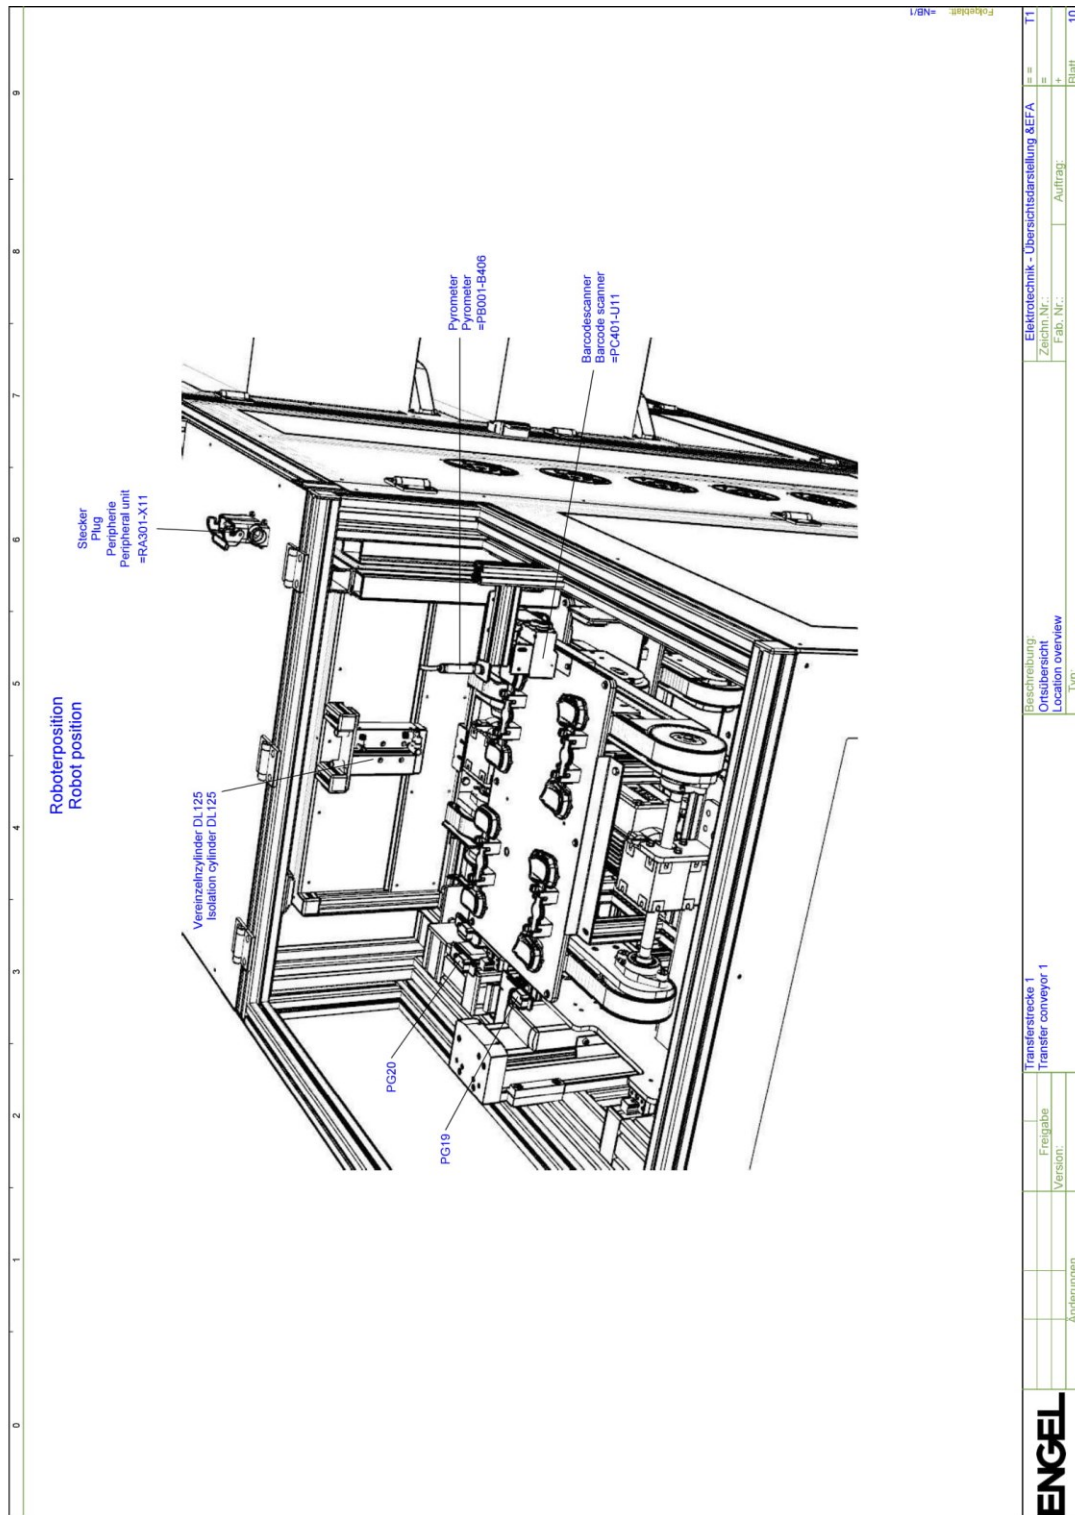 0 1 2 3 4 5 6 7 8 9
Roboterposition
Robot position
Stecker
Plug
Peripherie
Peripheral unit
=RA301-X11
Vereinzelnzylinder DL125
Isolation cylinder DL125
Pyrometer
Pyrometer
=PB001-B406
Barcodescanner
Barcode scanner
=PC401-U11
PG20
PG19
Folgeblatt: =NB/1
ENGEL
Änderungen
Freigabe
Version:
Transferstrecke 1
Transfer conveyor 1
Beschreibung:
Ortsübersicht
Location overview
Typ:
Elektrotechnik - Übersichtsdarstellung &EFA
Zeichn.Nr.:
Fab. Nr.:
Auftrag:
= = T1
=
+
Blatt 10